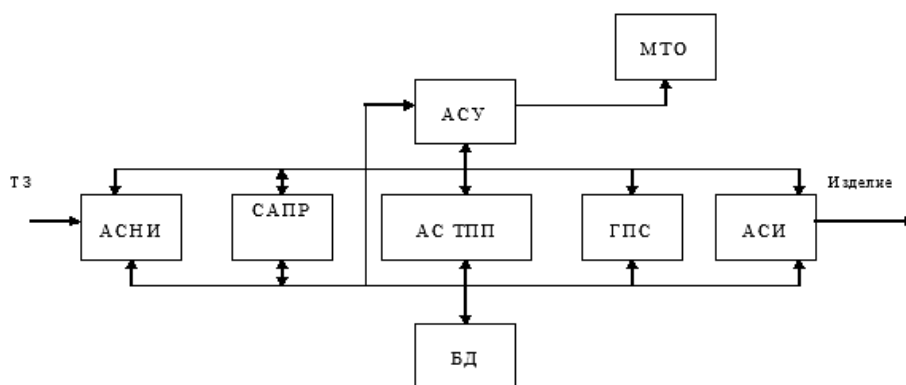 МТО
АСУ
ТЗ
Изделие
АСНИ
САПР
АС ТПП
ГПС
АСИ
БД